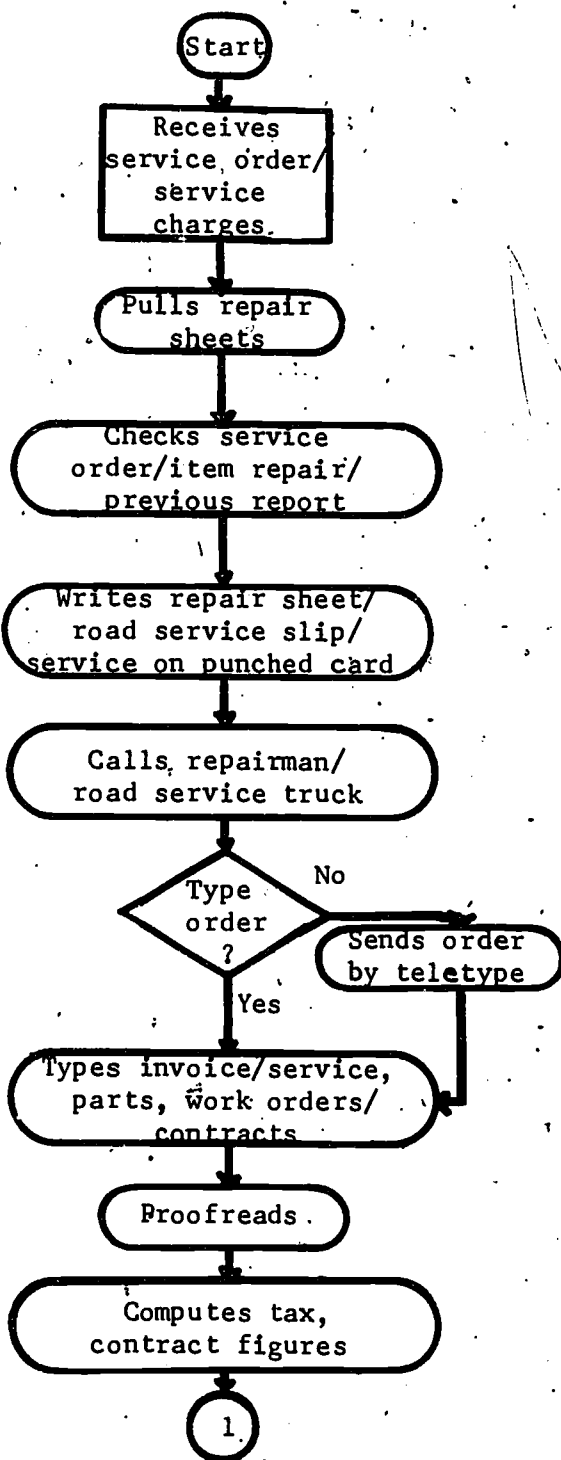 Start
Receives
service order/
service
charges.
Pulls repair
sheets
Checks service
order/item repair/
previous report
Writes repair sheet/
road service slip/
service on punched card
Calls repairman/
road service truck
Type
order
?
No
Sends order
by teletype
Yes
Types invoice/service,
parts, work orders/
contracts
Proofreads
Computes tax,
contract figures
1